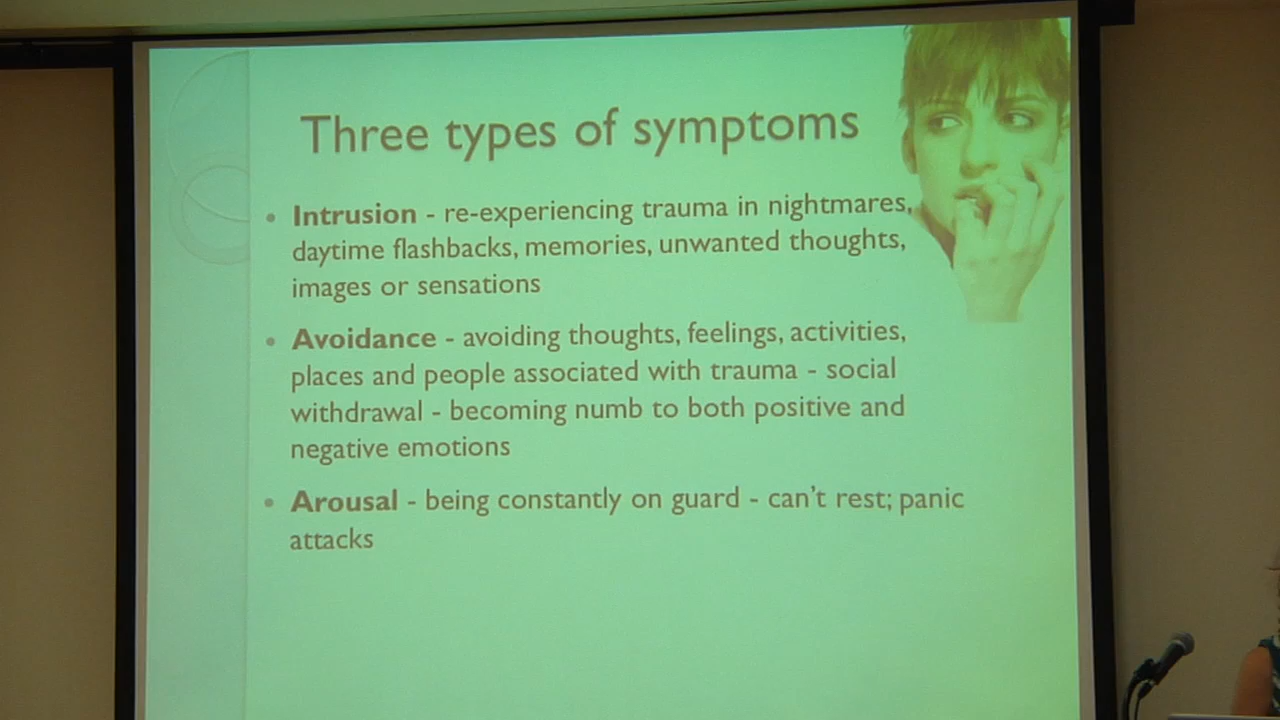 Three types of symptoms
• Intrusion - re-experiencing trauma in nightmares,
daytime flashbacks, memories, unwanted thoughts,
images or sensations
• Avoidance - avoiding thoughts, feelings, activities,
places and people associated with trauma - social
withdrawal - becoming numb to both positive and
negative emotions
• Arousal - being constantly on guard - can't rest; panic
attacks